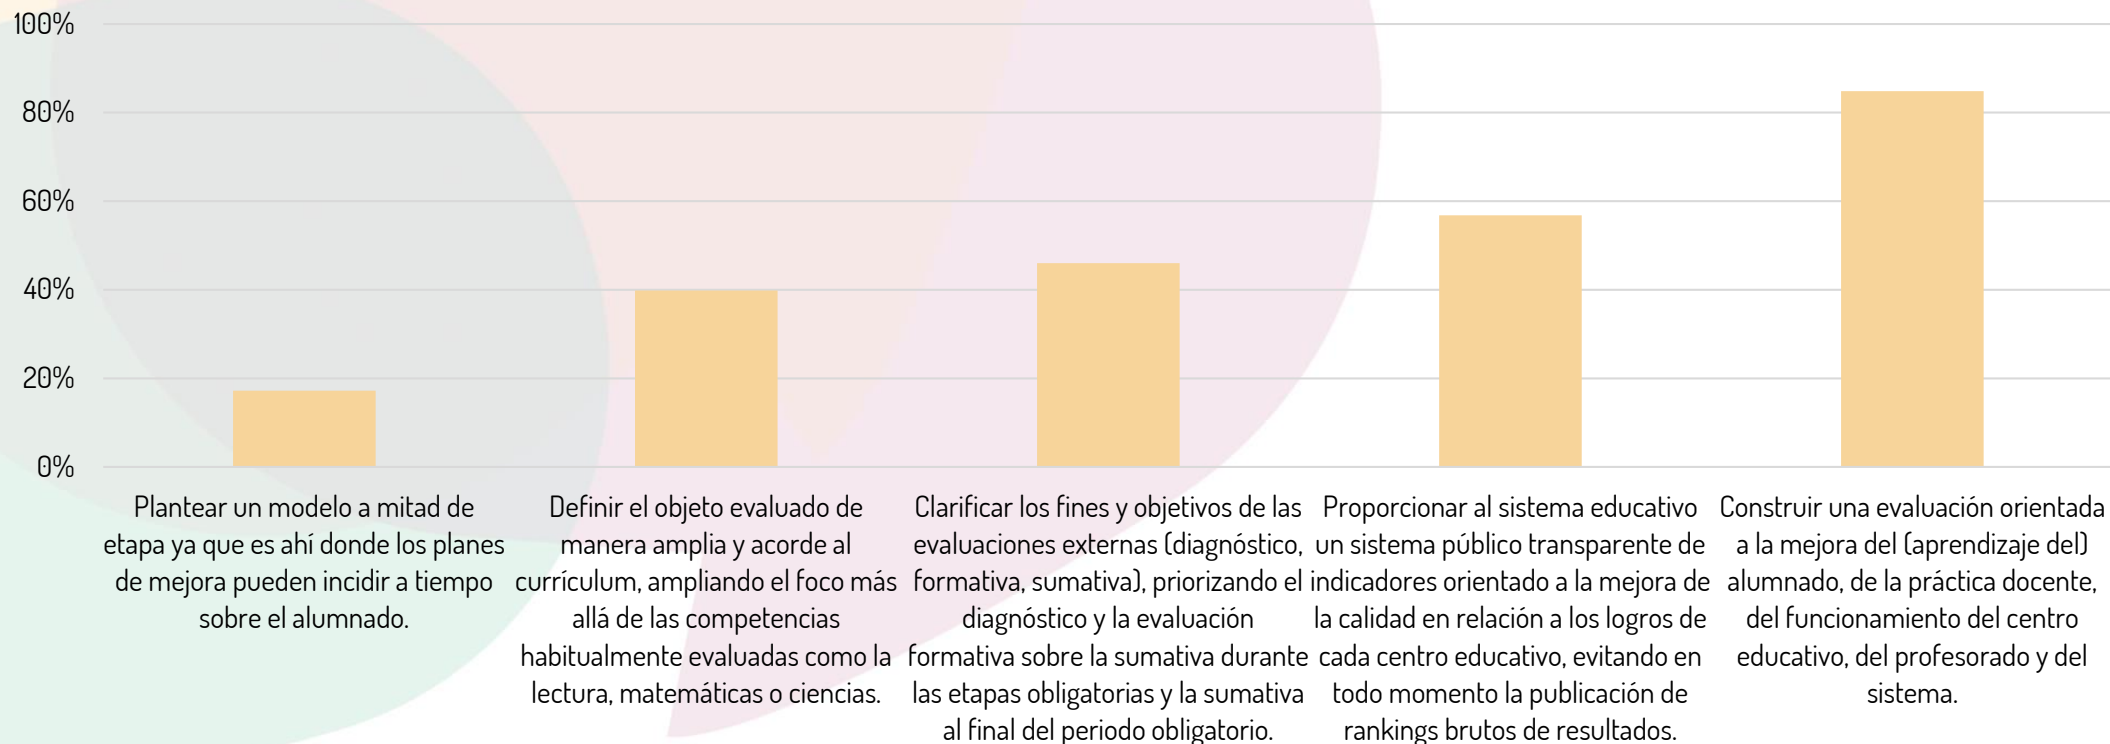 100%
80%
60%
40%
20%
0%
Plantear un modelo a mitad de
etapa ya que es ahí donde los planes
de mejora pueden incidir a tiempo
sobre el alumnado.
Definir el objeto evaluado de
manera amplia y acorde al
currículum, ampliando el foco más
allá de las competencias
habitualmente evaluadas como la
lectura, matemáticas o ciencias.
Clarificar los fines y objetivos de las
evaluaciones externas (diagnóstico,
formativa, sumativa), priorizando el
diagnóstico y la evaluación
formativa sobre la sumativa durante
las etapas obligatorias y la sumativa
al final del periodo obligatorio.
Proporcionar al sistema educativo
un sistema público transparente de
indicadores orientado a la mejora de
la calidad en relación a los logros de
cada centro educativo, evitando en
todo momento la publicación de
rankings brutos de resultados.
Construir una evaluación orientada
a la mejora del (aprendizaje del)
alumnado, de la práctica docente,
del funcionamiento del centro
educativo, del profesorado y del
sistema.